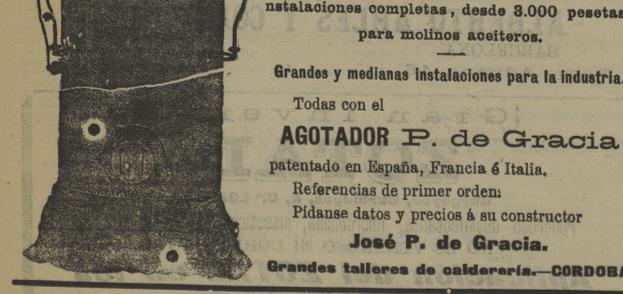 nstalaciones completas, desde 3.000 pesetas
para molinos aceiteros.
Grandes y medianas instalaciones para la industria.
Todas con el
AGOTADOR P. de Gracia
patentado en España, Francia é Italia.
Referencias de primer orden:
Pídanse datos y precios á su constructor
José P. de Gracia.
Grandes talleres de calderería.—CORDOBA